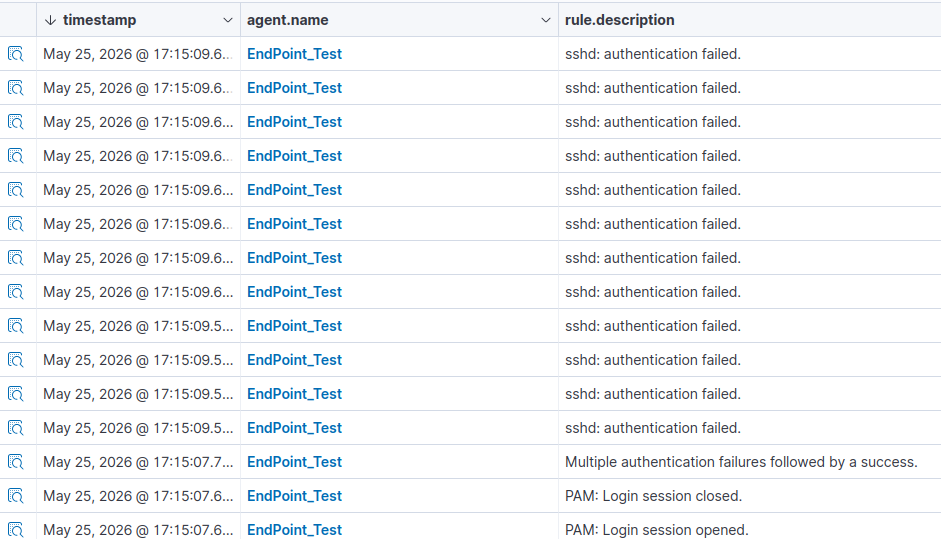 timestamp agent.name rule.description
May 25, 2026 @ 17:15:09.6... EndPoint_Test sshd: authentication failed.
May 25, 2026 @ 17:15:09.6... EndPoint_Test sshd: authentication failed.
May 25, 2026 @ 17:15:09.6... EndPoint_Test sshd: authentication failed.
May 25, 2026 @ 17:15:09.6... EndPoint_Test sshd: authentication failed.
May 25, 2026 @ 17:15:09.6... EndPoint_Test sshd: authentication failed.
May 25, 2026 @ 17:15:09.6... EndPoint_Test sshd: authentication failed.
May 25, 2026 @ 17:15:09.6... EndPoint_Test sshd: authentication failed.
May 25, 2026 @ 17:15:09.6... EndPoint_Test sshd: authentication failed.
May 25, 2026 @ 17:15:09.5... EndPoint_Test sshd: authentication failed.
May 25, 2026 @ 17:15:09.5... EndPoint_Test sshd: authentication failed.
May 25, 2026 @ 17:15:09.5... EndPoint_Test sshd: authentication failed.
May 25, 2026 @ 17:15:09.5... EndPoint_Test sshd: authentication failed.
May 25, 2026 @ 17:15:07.7... EndPoint_Test Multiple authentication failures followed by a success.
May 25, 2026 @ 17:15:07.6... EndPoint_Test PAM: Login session closed.
May 25, 2026 @ 17:15:07.6... EndPoint_Test PAM: Login session opened.